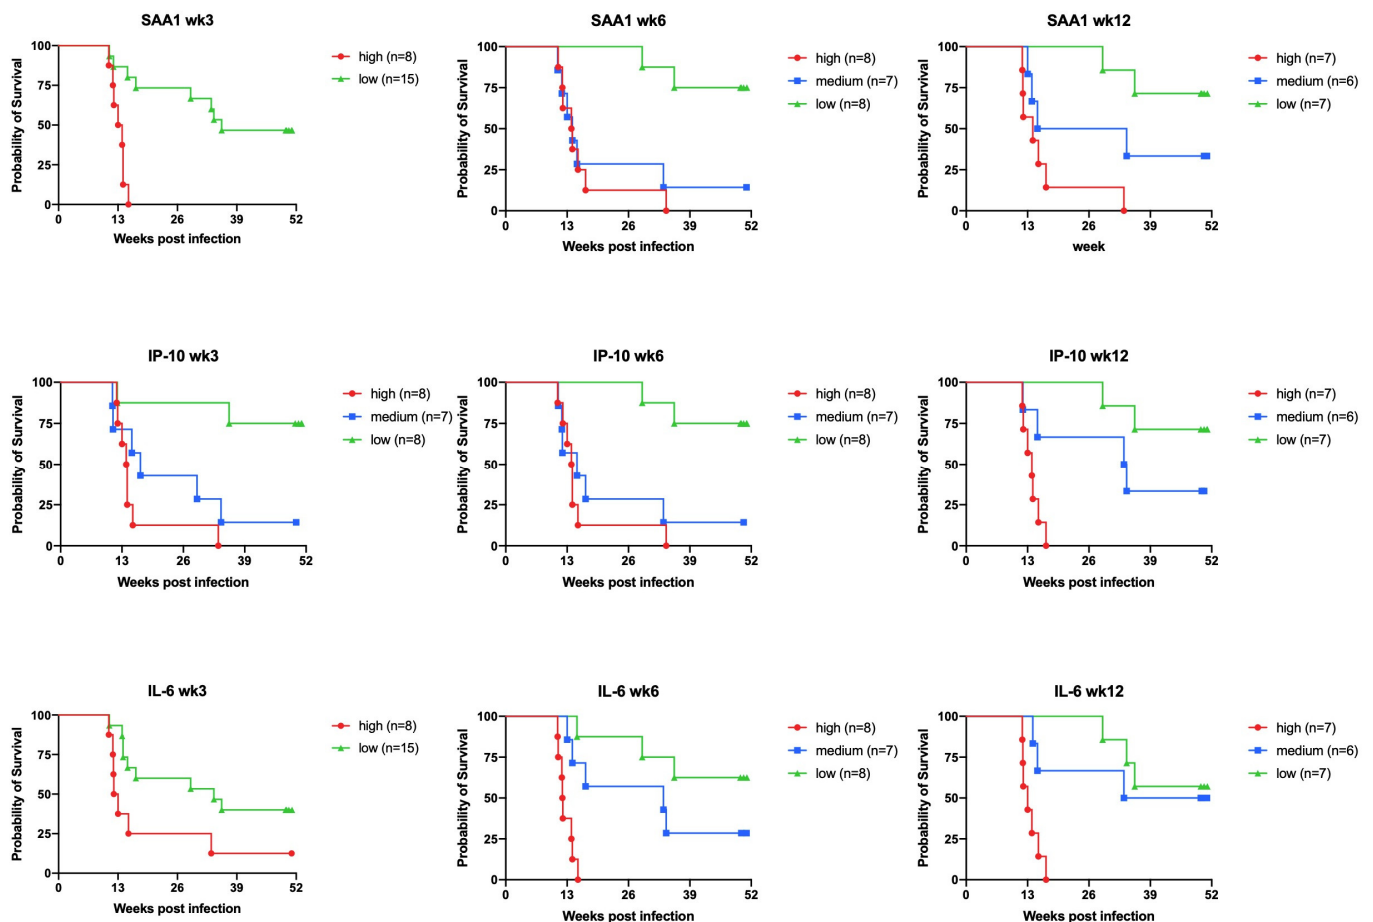 SAA1 wk3
Probability of Survival
100
75
50
25
0
0 13 26 39 52
Weeks post infection
high (n=8)
low (n=15)
SAA1 wk6
Probability of Survival
100
75
50
25
0
0 13 26 39 52
Weeks post infection
high (n=8)
medium (n=7)
low (n=8)
SAA1 wk12
Probability of Survival
100
75
50
25
0
0 13 26 39 52
week
high (n=7)
medium (n=6)
low (n=7)
IP-10 wk3
Probability of Survival
100
75
50
25
0
0 13 26 39 52
Weeks post infection
high (n=8)
medium (n=7)
low (n=8)
IP-10 wk6
Probability of Survival
100
75
50
25
0
0 13 26 39 52
Weeks post infection
high (n=8)
medium (n=7)
low (n=8)
IP-10 wk12
Probability of Survival
100
75
50
25
0
0 13 26 39 52
Weeks post infection
high (n=7)
medium (n=6)
low (n=7)
IL-6 wk3
Probability of Survival
100
75
50
25
0
0 13 26 39 52
Weeks post infection
high (n=8)
low (n=15)
IL-6 wk6
Probability of Survival
100
75
50
25
0
0 13 26 39 52
Weeks post infection
high (n=8)
medium (n=7)
low (n=8)
IL-6 wk12
Probability of Survival
100
75
50
25
0
0 13 26 39 52
Weeks post infection
high (n=7)
medium (n=6)
low (n=7)